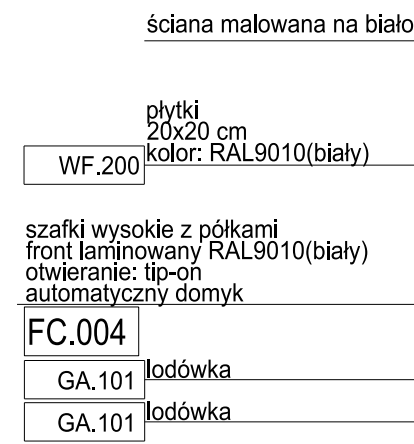 ściana malowana na biało
płytki
20x20 cm
WF.200 kolor: RAL9010(biały)
szafki wysokie z półkami
front laminowany RAL9010(biały)
otwieranie: tip-on
automatyczny domyk
FC.004
GA.101 lodówka
GA.101 lodówka